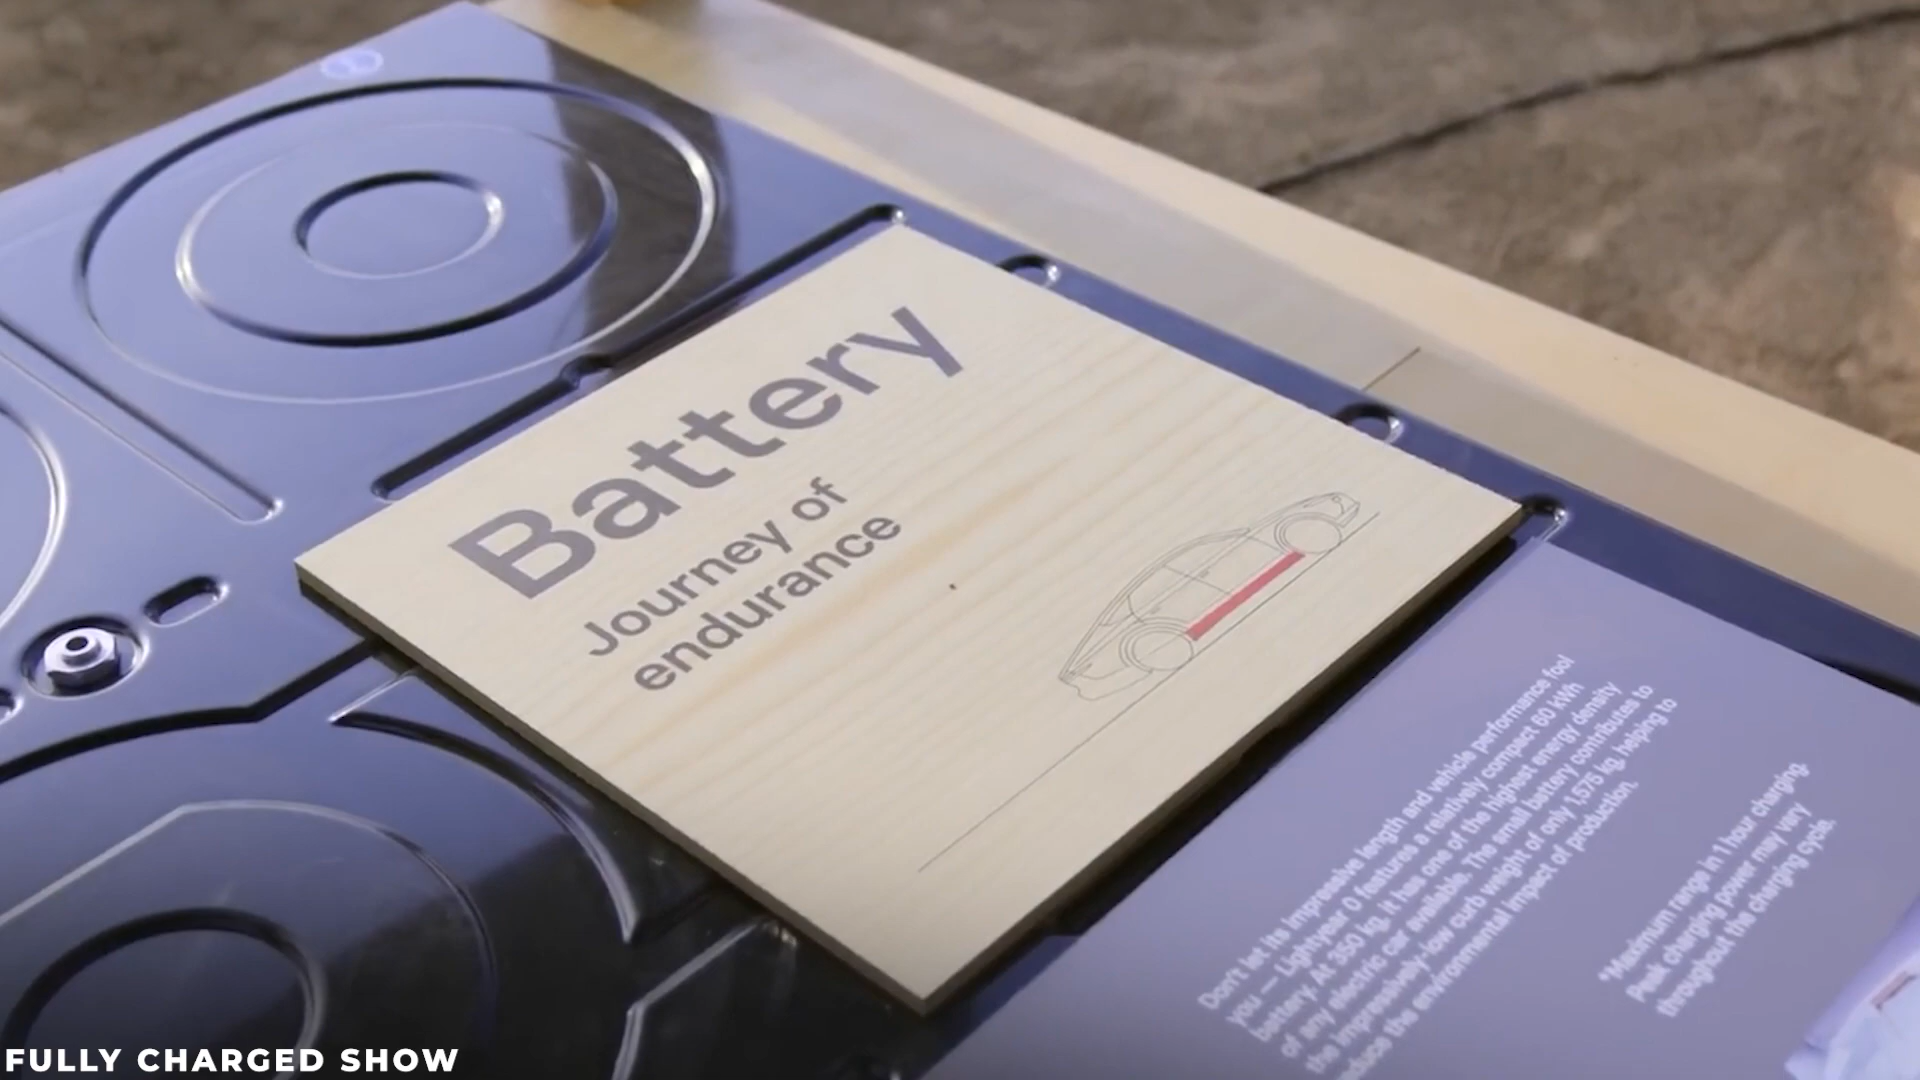 Battery
Journey of
endurance
Don't let its impressive length and vehicle performance fool
you — Lightyear 0 features a relatively compact 60 kWh
battery. At 350 kg, it has one of the highest energy density
of any electric car available. The small battery contributes to
the impressively-low curb weight of only 1,575 kg, helping to
reduce the environmental impact of production.
*Maximum range in 1 hour charging.
Peak charging power may vary
throughout the charging cycle.
FULLY CHARGED SHOW